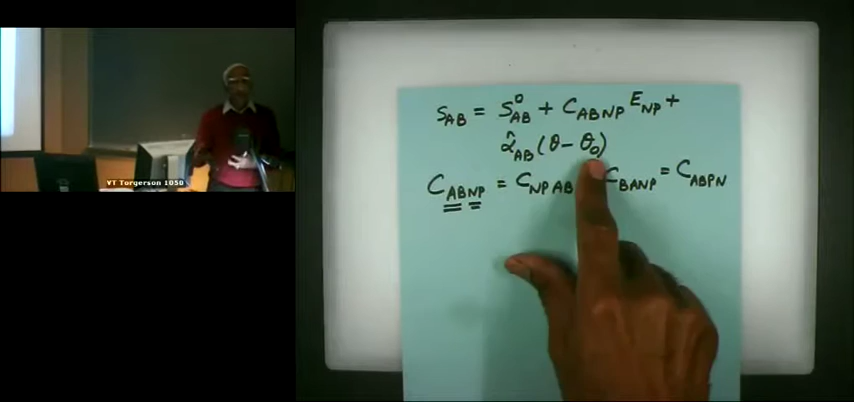 VT Torgerson 1050
S_AB = S⁰_AB + C_ABNP E_NP +
α̂_AB (θ − θ₀)
C_ABNP = C_NPAB C_BANP = C_ABPN